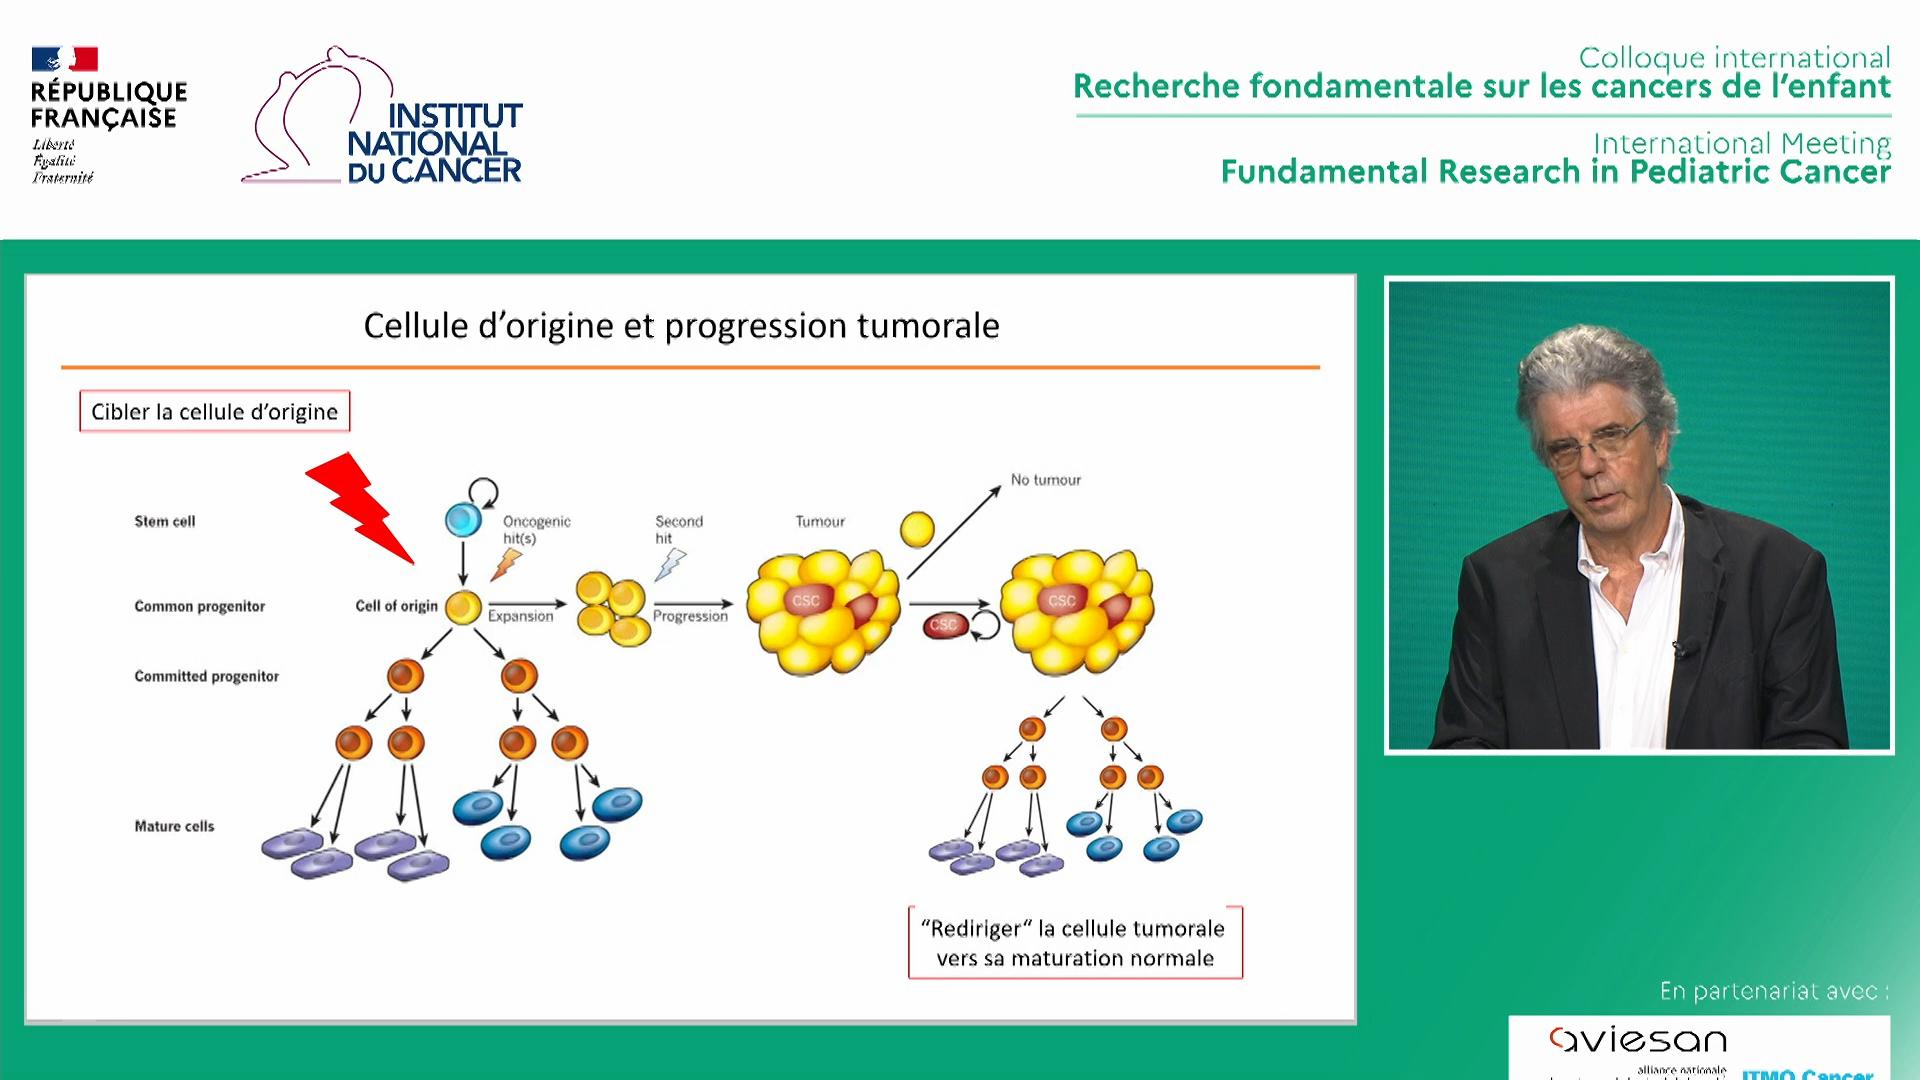 RÉPUBLIQUE
FRANÇAISE
Liberté
Égalité
Fraternité
INSTITUT
NATIONAL
DU CANCER
Colloque international
Recherche fondamentale sur les cancers de l'enfant
International Meeting
Fundamental Research in Pediatric Cancer
Cellule d'origine et progression tumorale
Cibler la cellule d'origine
No tumour
Stem cell
Oncogenic
hit(s)
Second
hit
Tumour
Common progenitor
Cell of origin
Expansion
Progression
CSC
CSC
CSC
Committed progenitor
Mature cells
"Rediriger" la cellule tumorale
vers sa maturation normale
En partenariat avec :
aviesan
alliance nationale
ITMO Cancer